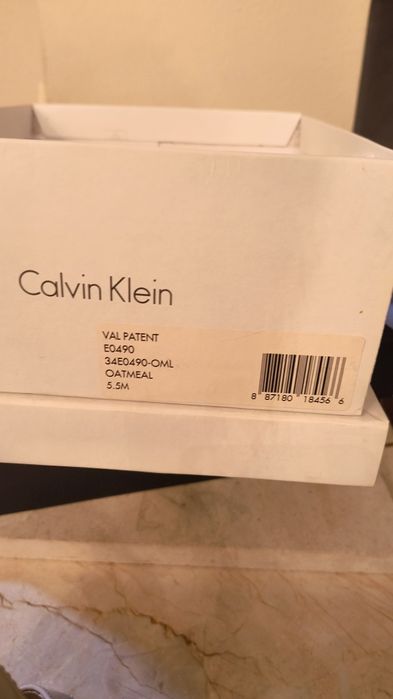 Calvin Klein
VAL PATENT
E0490
34E0490-OML
OATMEAL
5.5M
8 87180 18456 6